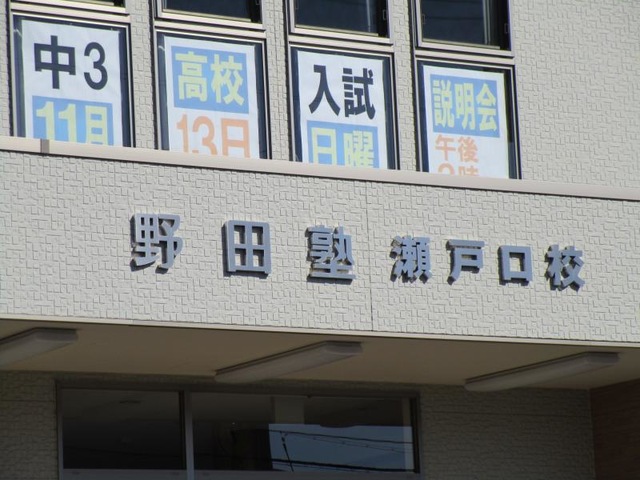 中3 高校 入試 説明会
11月 13日 日曜 午後
野田塾 瀬戸口校